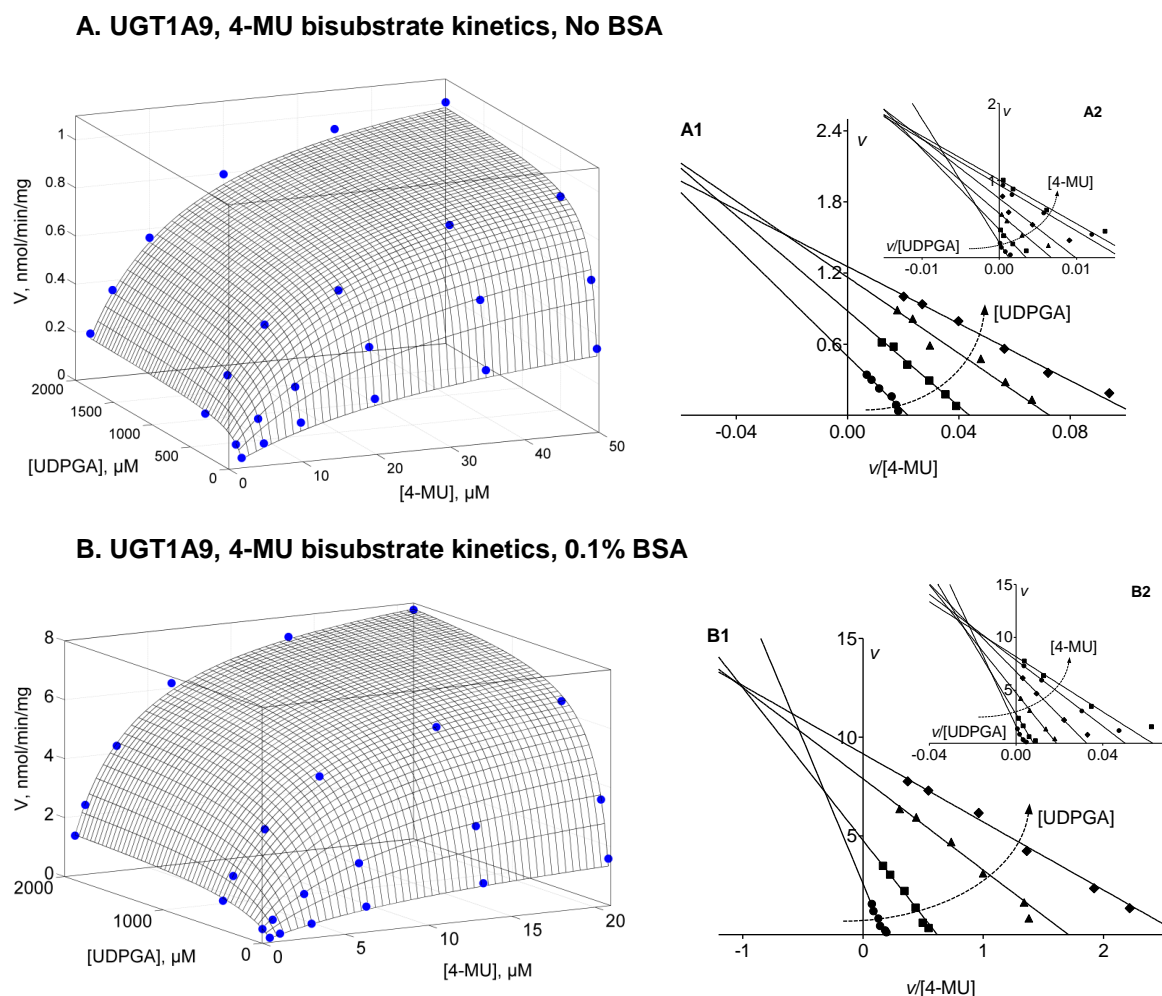 A. UGT1A9, 4-MU bisubstrate kinetics, No BSA
V, nmol/min/mg
1
0.8
0.6
0.4
0.2
0
2000
1500
1000
500
0
[UDPGA], µM
0
10
20
30
40
50
[4-MU], µM
A1
v
2.4
1.8
1.2
0.6
[UDPGA]
-0.04
0.00
0.04
0.08
v/[4-MU]
A2
2
v
1
[4-MU]
v/[UDPGA]
-0.01
0.00
0.01
B. UGT1A9, 4-MU bisubstrate kinetics, 0.1% BSA
V, nmol/min/mg
8
6
4
2
0
2000
1000
0
[UDPGA], µM
0
5
10
15
20
[4-MU], µM
B1
15
v
10
5
[UDPGA]
-1
0
1
2
v/[4-MU]
B2
15
v
10
5
[4-MU]
v/[UDPGA]
-0.04
0.00
0.04